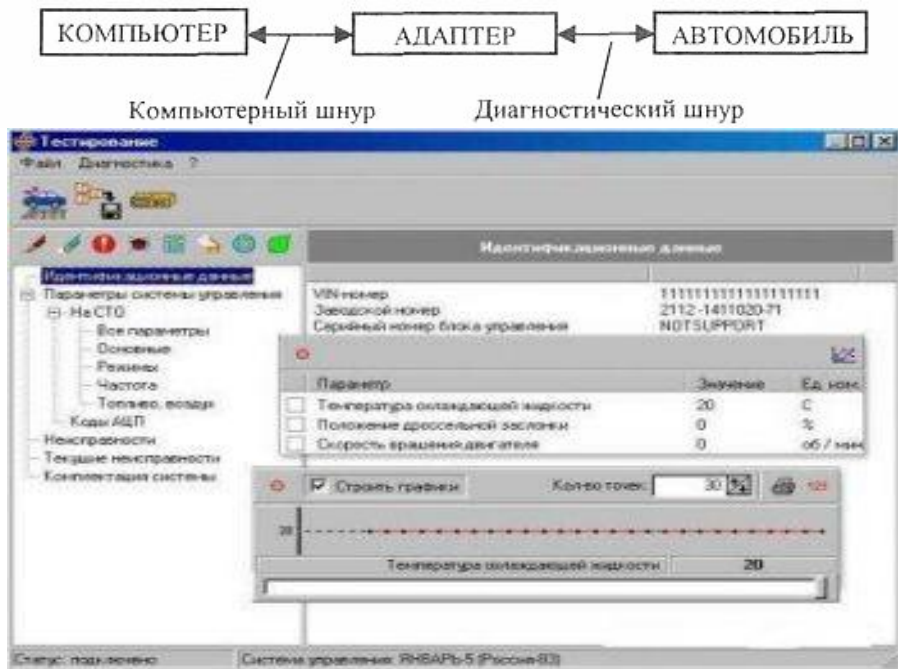 КОМПЬЮТЕР АДАПТЕР АВТОМОБИЛЬ
Компьютерный шнур Диагностический шнур
Тестирование
Файл Диагностика ?
Идентификационные данные
Идентификационные данные
Параметры системы управления
На СТО
Все параметры
Основные
Режимы
Частота
Топливо, воздух
Коды АЦП
Неисправности
Текущие неисправности
Комплектация системы
VIN-номер 1111111111111111111
Заводской номер 2112-1411020-71
Серийный номер блока управления NOTSUPPORT
Параметр Значение Ед. изм.
Температура охлаждающей жидкости 20 С
Положение дроссельной заслонки 0 %
Скорость вращения двигателя 0 об / мин
Строить графики Кол-во точек: 30 123
20
Температура охлаждающей жидкости 20
Статус: подключено Система управления: ЯНВАРЬ-5 (Россия-83)